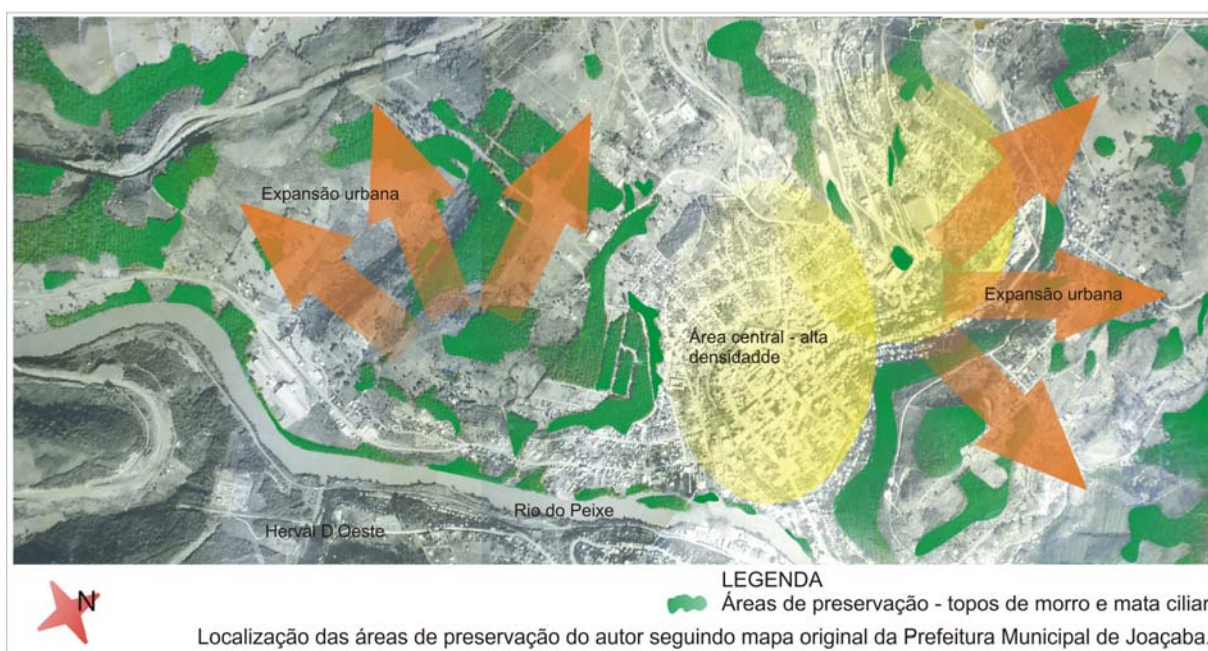 Expansão urbana
Expansão urbana
Área central - alta
densidadde
Rio do Peixe
Herval D'Oeste
N
LEGENDA
Áreas de preservação - topos de morro e mata ciliar
Localização das áreas de preservação do autor seguindo mapa original da Prefeitura Municipal de Joaçaba.